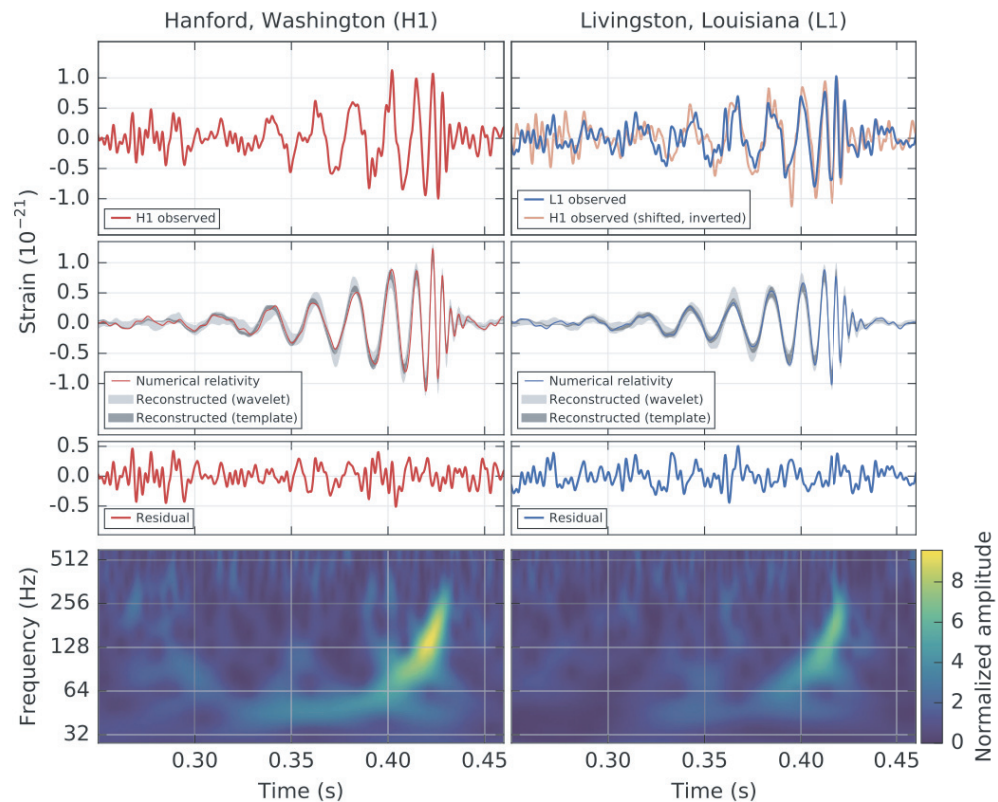 Hanford, Washington (H1)
Livingston, Louisiana (L1)
Strain (10⁻²¹)
1.0
0.5
0.0
-0.5
-1.0
H1 observed
L1 observed
H1 observed (shifted, inverted)
1.0
0.5
0.0
-0.5
-1.0
Numerical relativity
Reconstructed (wavelet)
Reconstructed (template)
Numerical relativity
Reconstructed (wavelet)
Reconstructed (template)
0.5
0.0
-0.5
Residual
Residual
Frequency (Hz)
512
256
128
64
32
0.30 0.35 0.40 0.45
Time (s)
0.30 0.35 0.40 0.45
Time (s)
8
6
4
2
0
Normalized amplitude